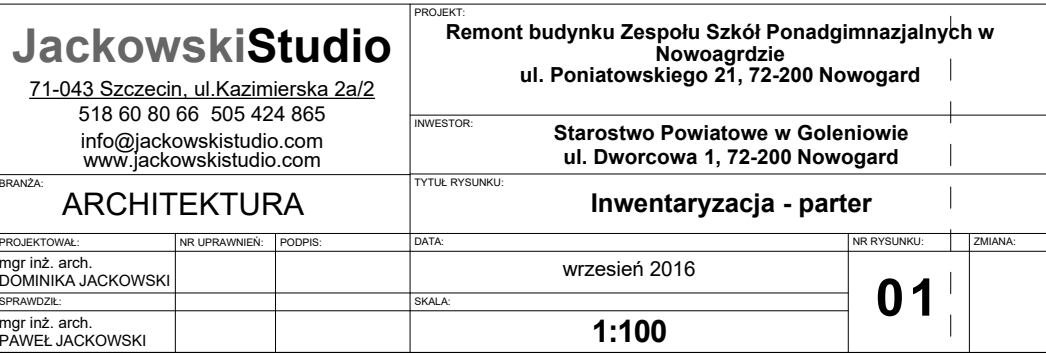 JackowskiStudio
71-043 Szczecin, ul.Kazimierska 2a/2
518 60 80 66 505 424 865
info@jackowskistudio.com
www.jackowskistudio.com
PROJEKT:
Remont budynku Zespołu Szkół Ponadgimnazjalnych w
Nowoagrdzie
ul. Poniatowskiego 21, 72-200 Nowogard
INWESTOR:
Starostwo Powiatowe w Goleniowie
ul. Dworcowa 1, 72-200 Nowogard
BRANŻA:
ARCHITEKTURA
TYTUŁ RYSUNKU:
Inwentaryzacja - parter
PROJEKTOWAŁ: NR UPRAWNIEŃ: PODPIS: DATA: NR RYSUNKU: ZMIANA:
mgr inż. arch.
DOMINIKA JACKOWSKI
wrzesień 2016
01
SPRAWDZIŁ: SKALA:
mgr inż. arch.
PAWEŁ JACKOWSKI
1:100